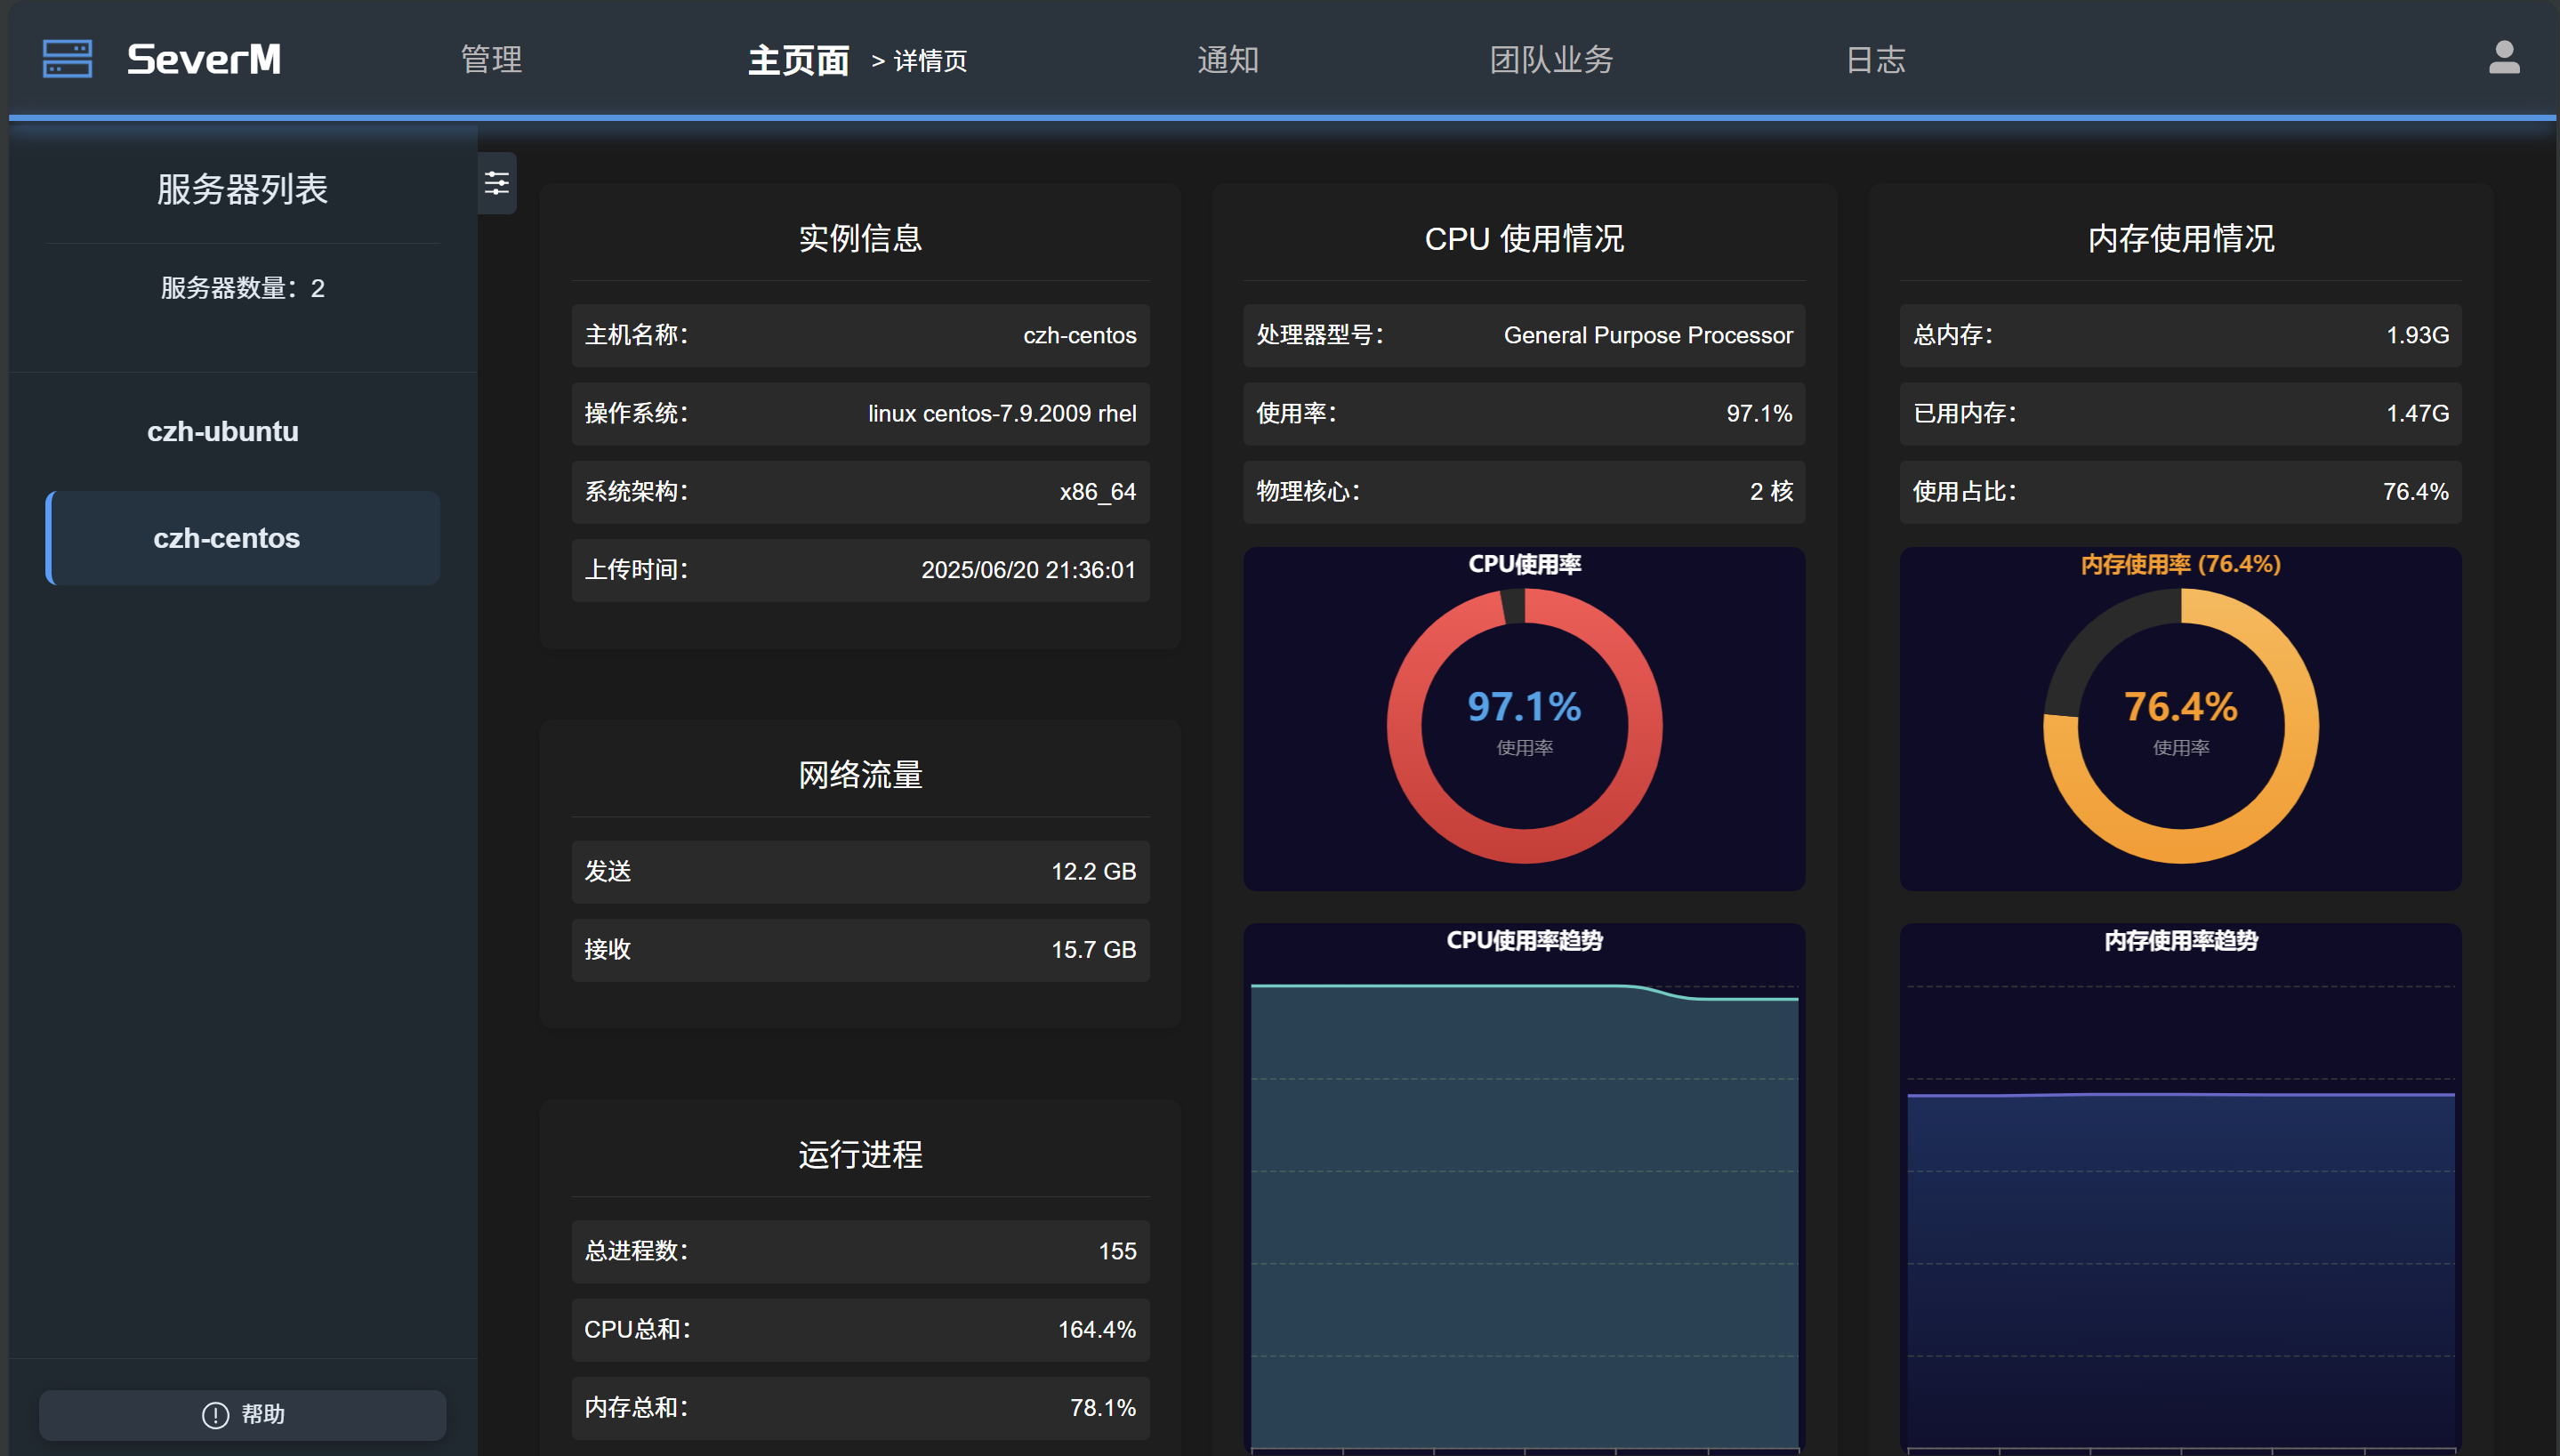 SeverM
管理
主页面 > 详情页
通知
团队业务
日志
服务器列表
服务器数量：2
czh-ubuntu
czh-centos
帮助
实例信息
主机名称： czh-centos
操作系统： linux centos-7.9.2009 rhel
系统架构： x86_64
上传时间： 2025/06/20 21:36:01
网络流量
发送 12.2 GB
接收 15.7 GB
运行进程
总进程数： 155
CPU总和： 164.4%
内存总和： 78.1%
CPU 使用情况
处理器型号： General Purpose Processor
使用率： 97.1%
物理核心： 2 核
CPU使用率
97.1%
使用率
CPU使用率趋势
内存使用情况
总内存： 1.93G
已用内存： 1.47G
使用占比： 76.4%
内存使用率 (76.4%)
76.4%
使用率
内存使用率趋势